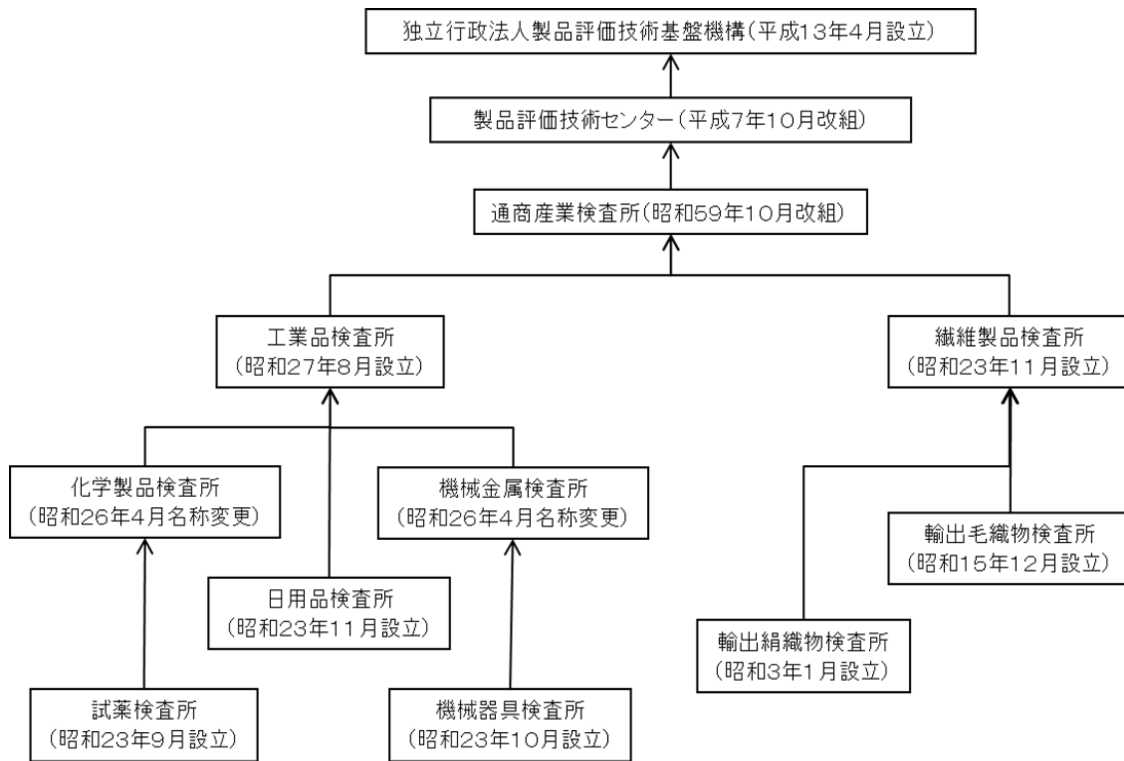 独立行政法人製品評価技術基盤機構(平成13年4月設立)
製品評価技術センター(平成7年10月改組)
通商産業検査所(昭和59年10月改組)
工業品検査所
(昭和27年8月設立)
繊維製品検査所
(昭和23年11月設立)
化学製品検査所
(昭和26年4月名称変更)
機械金属検査所
(昭和26年4月名称変更)
輸出毛織物検査所
(昭和15年12月設立)
日用品検査所
(昭和23年11月設立)
輸出絹織物検査所
(昭和3年1月設立)
試薬検査所
(昭和23年9月設立)
機械器具検査所
(昭和23年10月設立)